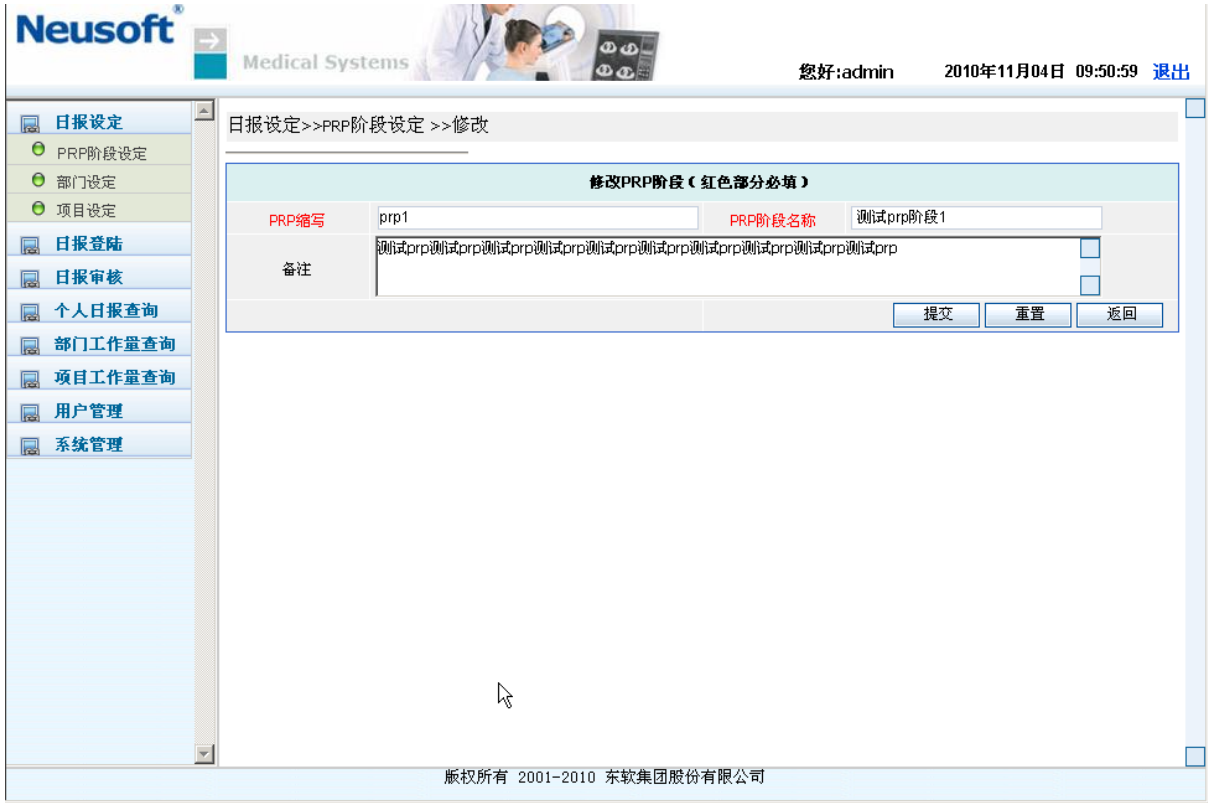 Neusoft®
Medical Systems
您好:admin 2010年11月04日 09:50:59 退出
日报设定
PRP阶段设定
部门设定
项目设定
日报登陆
日报审核
个人日报查询
部门工作量查询
项目工作量查询
用户管理
系统管理
日报设定>>PRP阶段设定 >>修改
修改PRP阶段(红色部分必填)
PRP缩写 prp1 PRP阶段名称 测试prp阶段1
备注 测试prp测试prp测试prp测试prp测试prp测试prp测试prp测试prp测试prp测试prp
提交 重置 返回
版权所有 2001-2010 东软集团股份有限公司